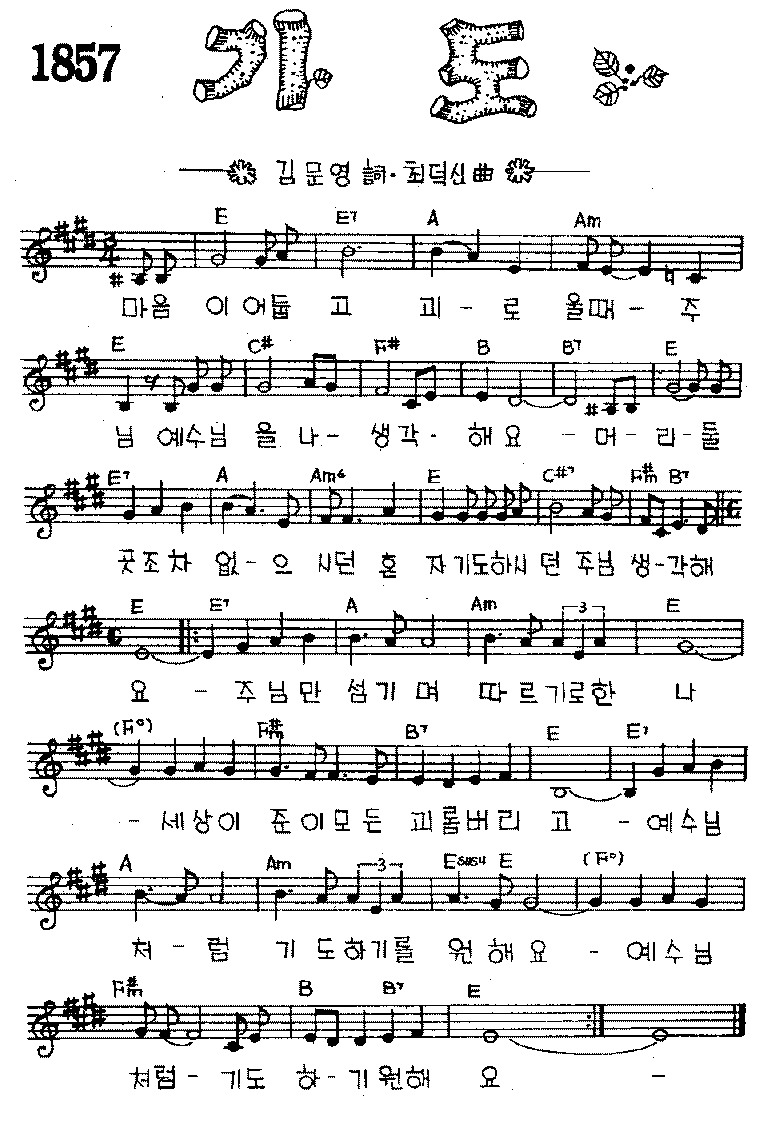 1857
기도
김문영 詞·최덕신 曲
E E7 A Am
마음 이 어둡 고 괴 - 로 울때 - 주
E C# F# B B7 E
님 예수님 을 나 - 생각 · 해 요 - 머 - 리 - 둘
E7 A Am6 E C#7 F#m B7
곳조차 없 - 으 시던 혼 자기도하시 던 주님 생 - 각해
E E7 A Am 3 E
요 - 주님만 섬기 며 따르기로한 나
(F°) F#m B7 E E7
- 세상이 준이모든 괴롬버리 고 - 예수님
A Am 3 Esus4 E (F°)
처 - 럼 기 도하기를 원해요 - 예수님
F#m B B7 E
처럼 - 기도 하 - 기원해 요 -